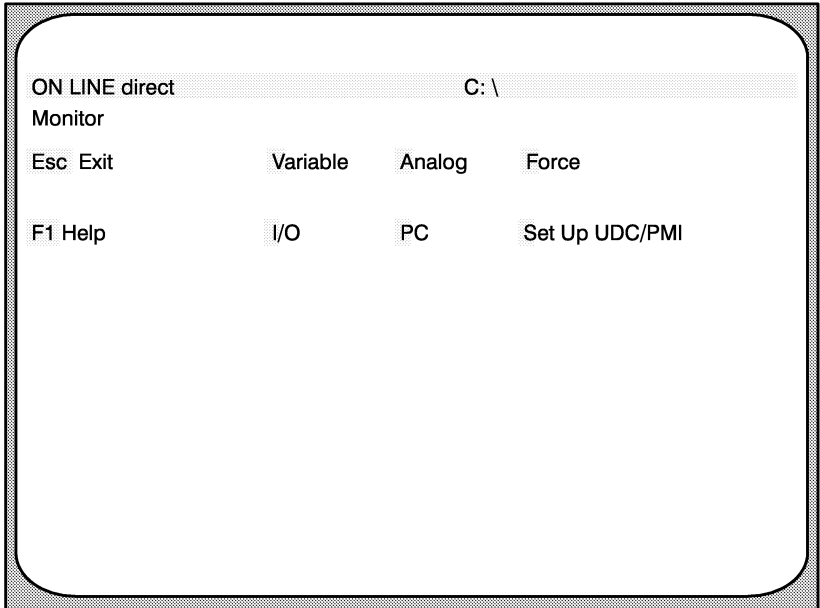 ON LINE direct C: \
Monitor
Esc Exit Variable Analog Force
F1 Help I/O PC Set Up UDC/PMI